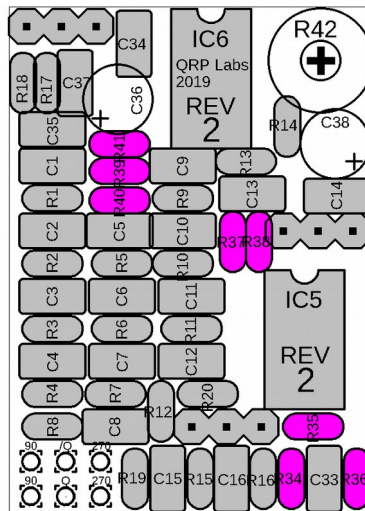 C34
IC6
R42
R18
R17
C37
C36
QRP Labs
2019
R14
C38
C35
R41
REV
2
C1
R39
C9
R13
R1
R40
R9
C13
C14
C2
C5
C10
R37
R38
R2
R5
R10
C3
C6
C11
IC5
R3
R6
R11
C4
C7
C12
REV
2
R4
R7
R20
R8
C8
R12
R35
90
/O
270
R19
C15
R15
C16
R16
R34
C33
R36
90
O
270